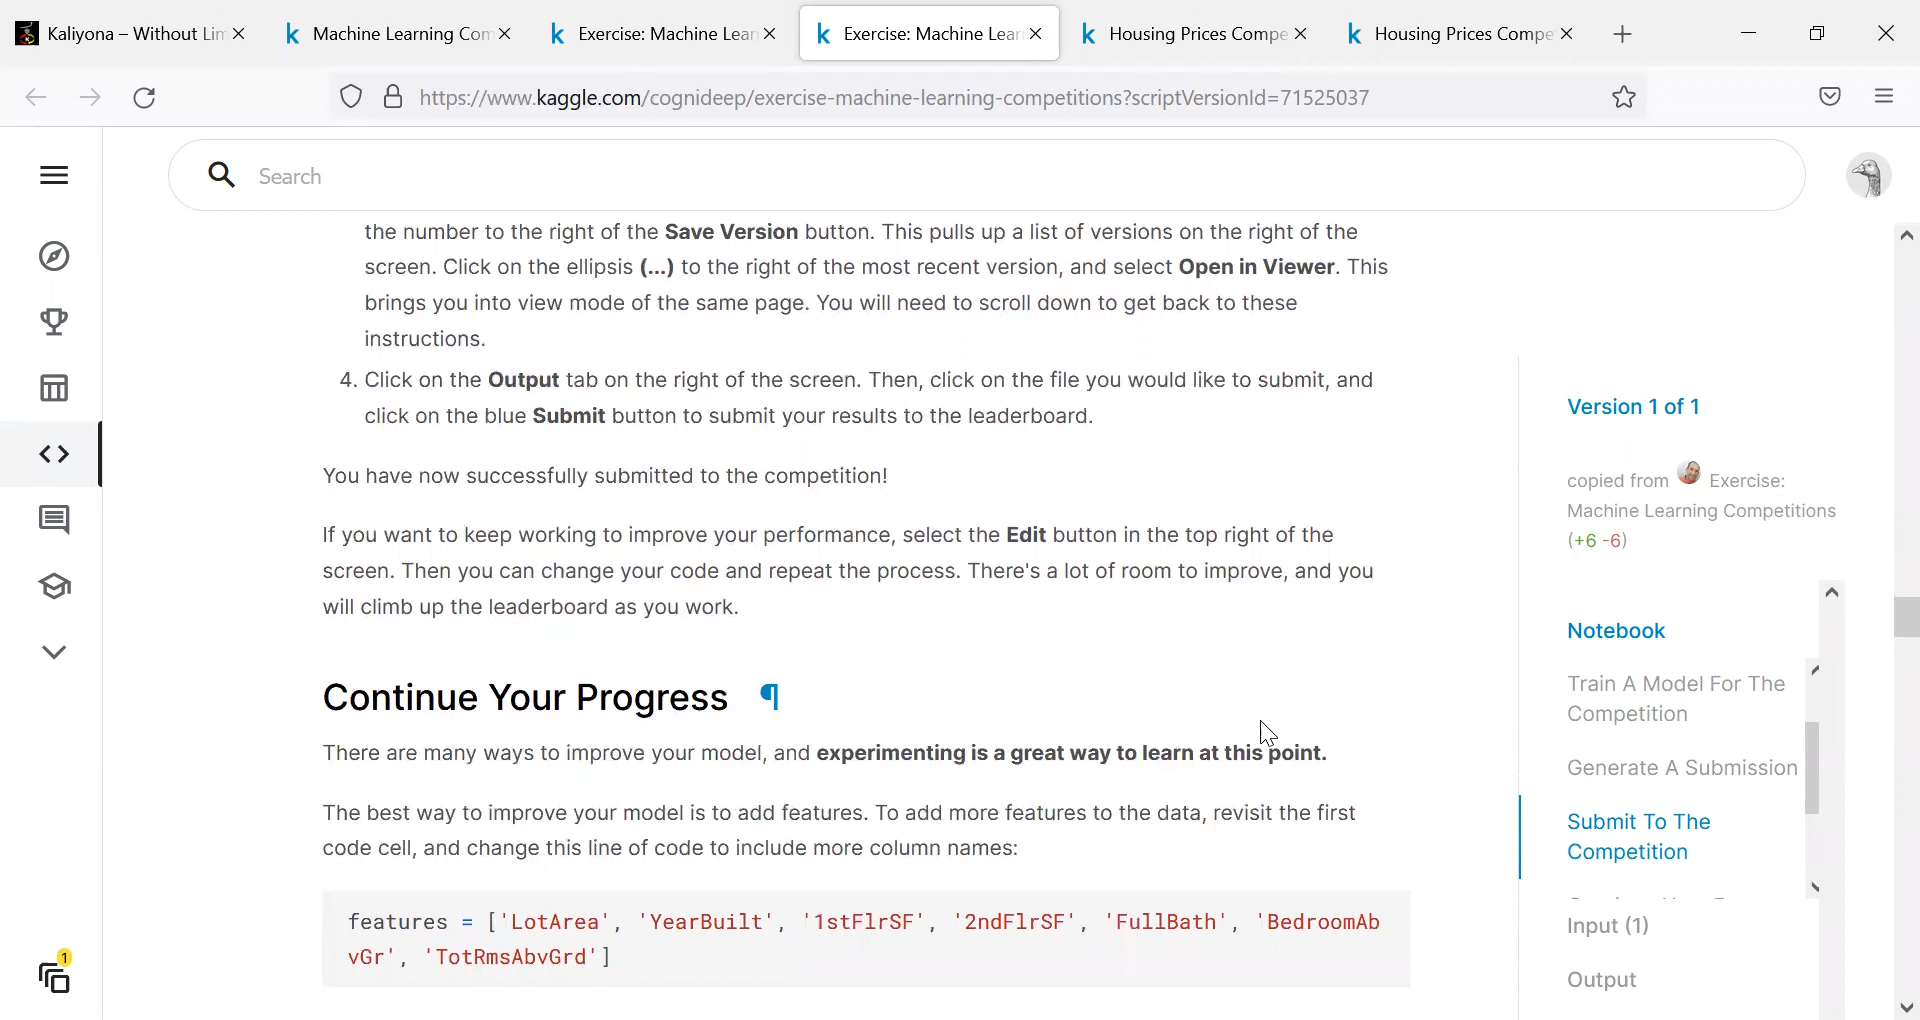 Kaliyona – Without Lim
Machine Learning Com
Exercise: Machine Lear
Exercise: Machine Lear
Housing Prices Compe
Housing Prices Compe
https://www.kaggle.com/cognideep/exercise-machine-learning-competitions?scriptVersionId=71525037
Search
the number to the right of the Save Version button. This pulls up a list of versions on the right of the
screen. Click on the ellipsis (...) to the right of the most recent version, and select Open in Viewer. This
brings you into view mode of the same page. You will need to scroll down to get back to these
instructions.
4. Click on the Output tab on the right of the screen. Then, click on the file you would like to submit, and
click on the blue Submit button to submit your results to the leaderboard.
You have now successfully submitted to the competition!
If you want to keep working to improve your performance, select the Edit button in the top right of the
screen. Then you can change your code and repeat the process. There's a lot of room to improve, and you
will climb up the leaderboard as you work.
Continue Your Progress ¶
There are many ways to improve your model, and experimenting is a great way to learn at this point.
The best way to improve your model is to add features. To add more features to the data, revisit the first
code cell, and change this line of code to include more column names:
features = ['LotArea', 'YearBuilt', '1stFlrSF', '2ndFlrSF', 'FullBath', 'BedroomAb
vGr', 'TotRmsAbvGrd']
Version 1 of 1
copied from Exercise:
Machine Learning Competitions
(+6 -6)
Notebook
Train A Model For The
Competition
Generate A Submission
Submit To The
Competition
Input (1)
Output
1